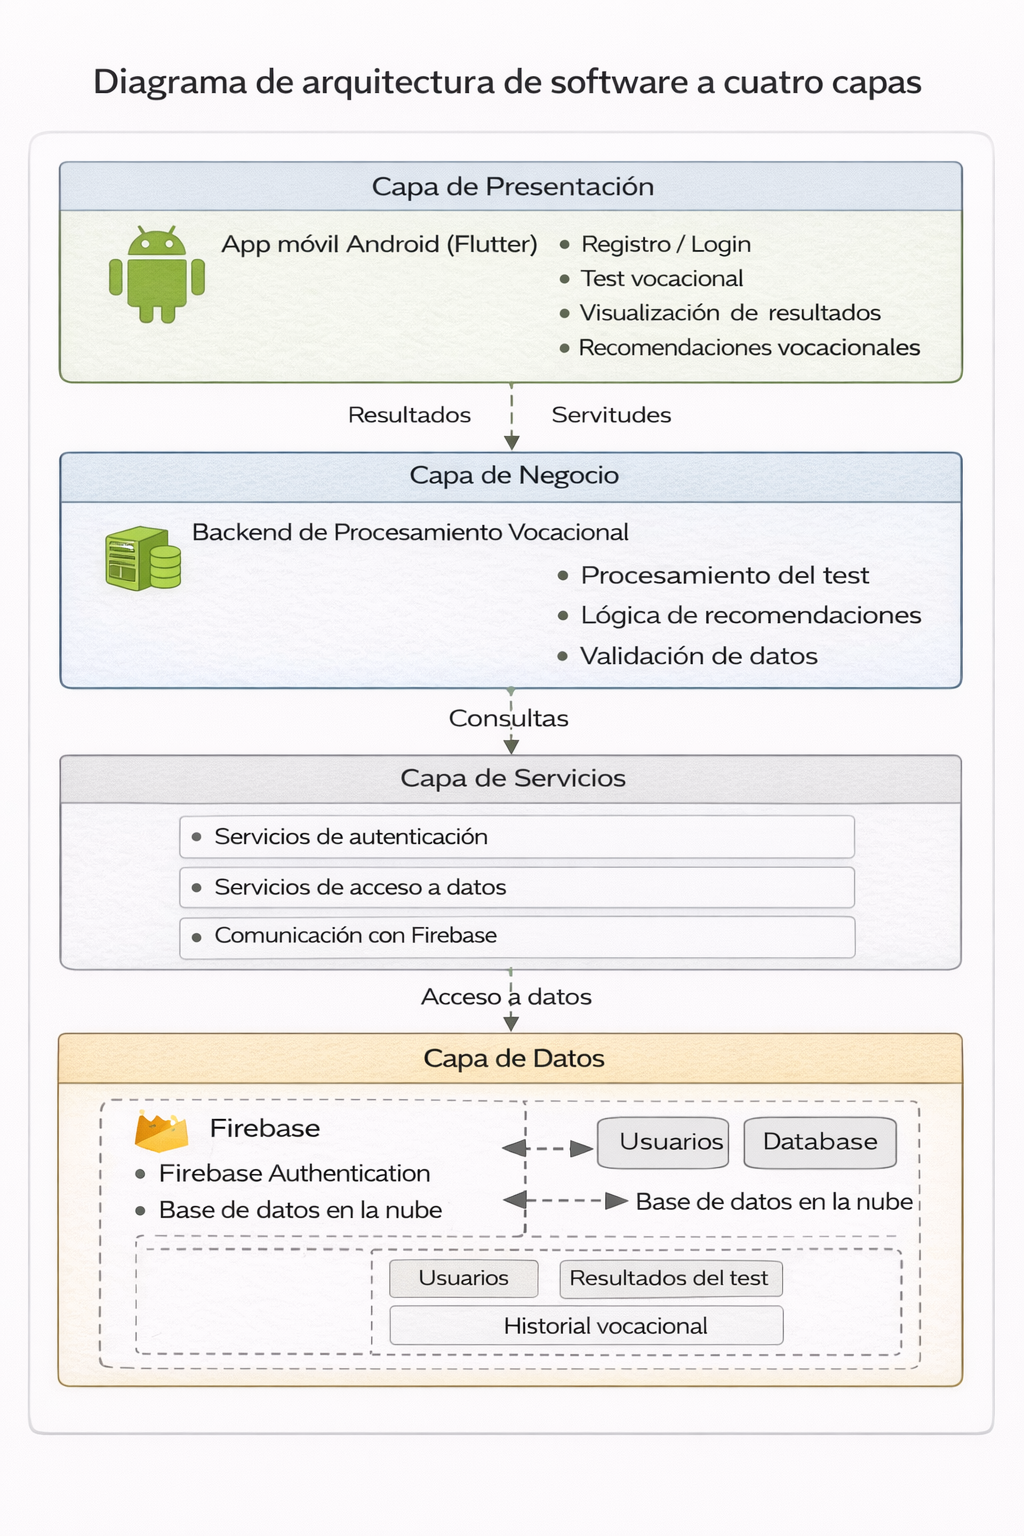 Diagrama de arquitectura de software a cuatro capas
Capa de Presentación
App móvil Android (Flutter)
• Registro / Login
• Test vocacional
• Visualización de resultados
• Recomendaciones vocacionales
Resultados
Servitudes
Capa de Negocio
Backend de Procesamiento Vocacional
• Procesamiento del test
• Lógica de recomendaciones
• Validación de datos
Consultas
Capa de Servicios
• Servicios de autenticación
• Servicios de acceso a datos
• Comunicación con Firebase
Acceso a datos
Capa de Datos
Firebase
• Firebase Authentication
• Base de datos en la nube
Usuarios
Database
Base de datos en la nube
Usuarios
Resultados del test
Historial vocacional